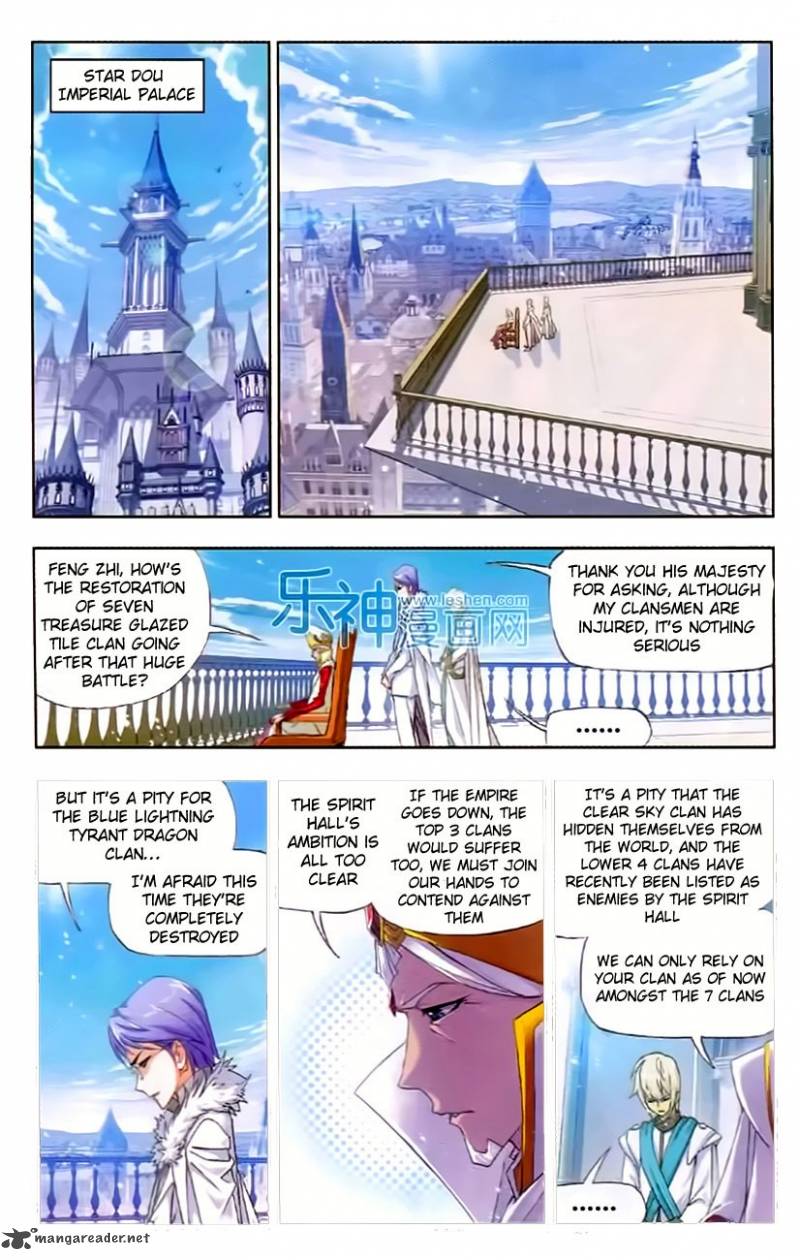 STAR DOU
IMPERIAL PALACE
FENG ZHI, HOW'S
THE RESTORATION
OF SEVEN
TREASURE GLAZED
TILE CLAN GOING
AFTER THAT HUGE
BATTLE?
乐神漫画网
www.leshen.com
THANK YOU HIS MAJESTY
FOR ASKING, ALTHOUGH
MY CLANSMEN ARE
INJURED, IT'S NOTHING
SERIOUS
......
BUT IT'S A PITY FOR
THE BLUE LIGHTNING
TYRANT DRAGON
CLAN...
I'M AFRAID THIS
TIME THEY'RE
COMPLETELY
DESTROYED
THE SPIRIT
HALL'S
AMBITION IS
ALL TOO
CLEAR
IF THE EMPIRE
GOES DOWN, THE
TOP 3 CLANS
WOULD SUFFER
TOO, WE MUST JOIN
OUR HANDS TO
CONTEND AGAINST
THEM
IT'S A PITY THAT THE
CLEAR SKY CLAN HAS
HIDDEN THEMSELVES FROM
THE WORLD, AND THE
LOWER 4 CLANS HAVE
RECENTLY BEEN LISTED AS
ENEMIES BY THE SPIRIT
HALL
WE CAN ONLY RELY ON
YOUR CLAN AS OF NOW
AMONGST THE 7 CLANS
......
mangareader.net